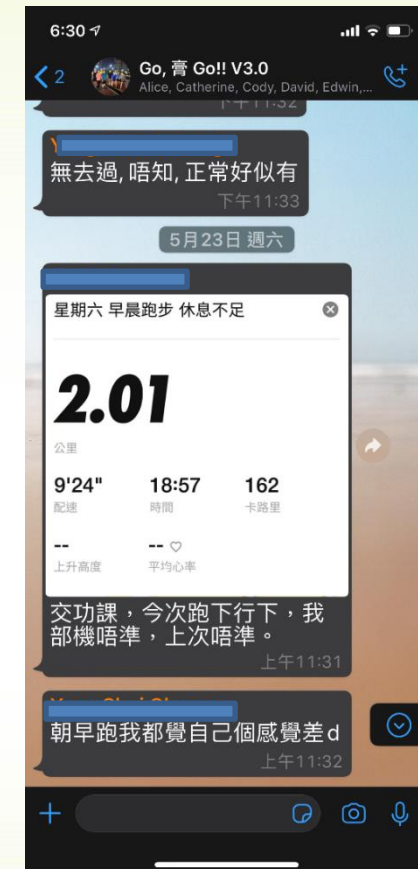 6:30
2
Go, 膏 Go!! V3.0
Alice, Catherine, Cody, David, Edwin,...
下午11:32
無去過, 唔知, 正常好似有
下午11:33
5月23日 週六
星期六 早晨跑步 休息不足
2.01
公里
9'24" 18:57 162
配速 時間 卡路里
-- --
上升高度 平均心率
交功課，今次跑下行下，我
部機唔準，上次唔準。
上午11:31
朝早跑我都覺自己個感覺差d
上午11:32